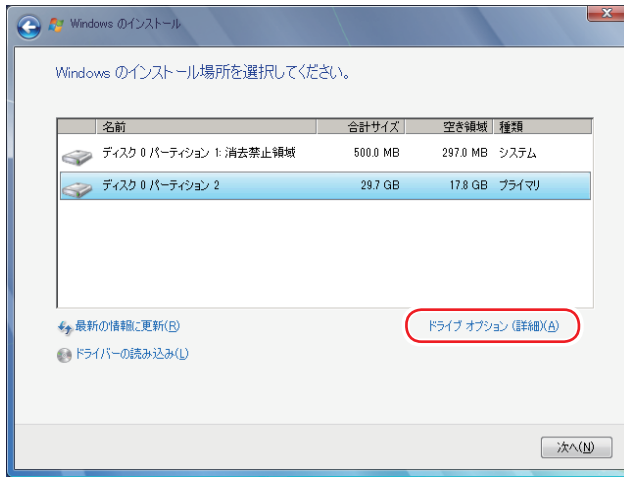 Windows のインストール
Windows のインストール場所を選択してください。
名前 合計サイズ 空き領域 種類
ディスク 0 パーティション 1: 消去禁止領域 500.0 MB 297.0 MB システム
ディスク 0 パーティション 2 29.7 GB 17.8 GB プライマリ
最新の情報に更新(R) ドライブ オプション (詳細)(A)
ドライバーの読み込み(L)
次へ(N)